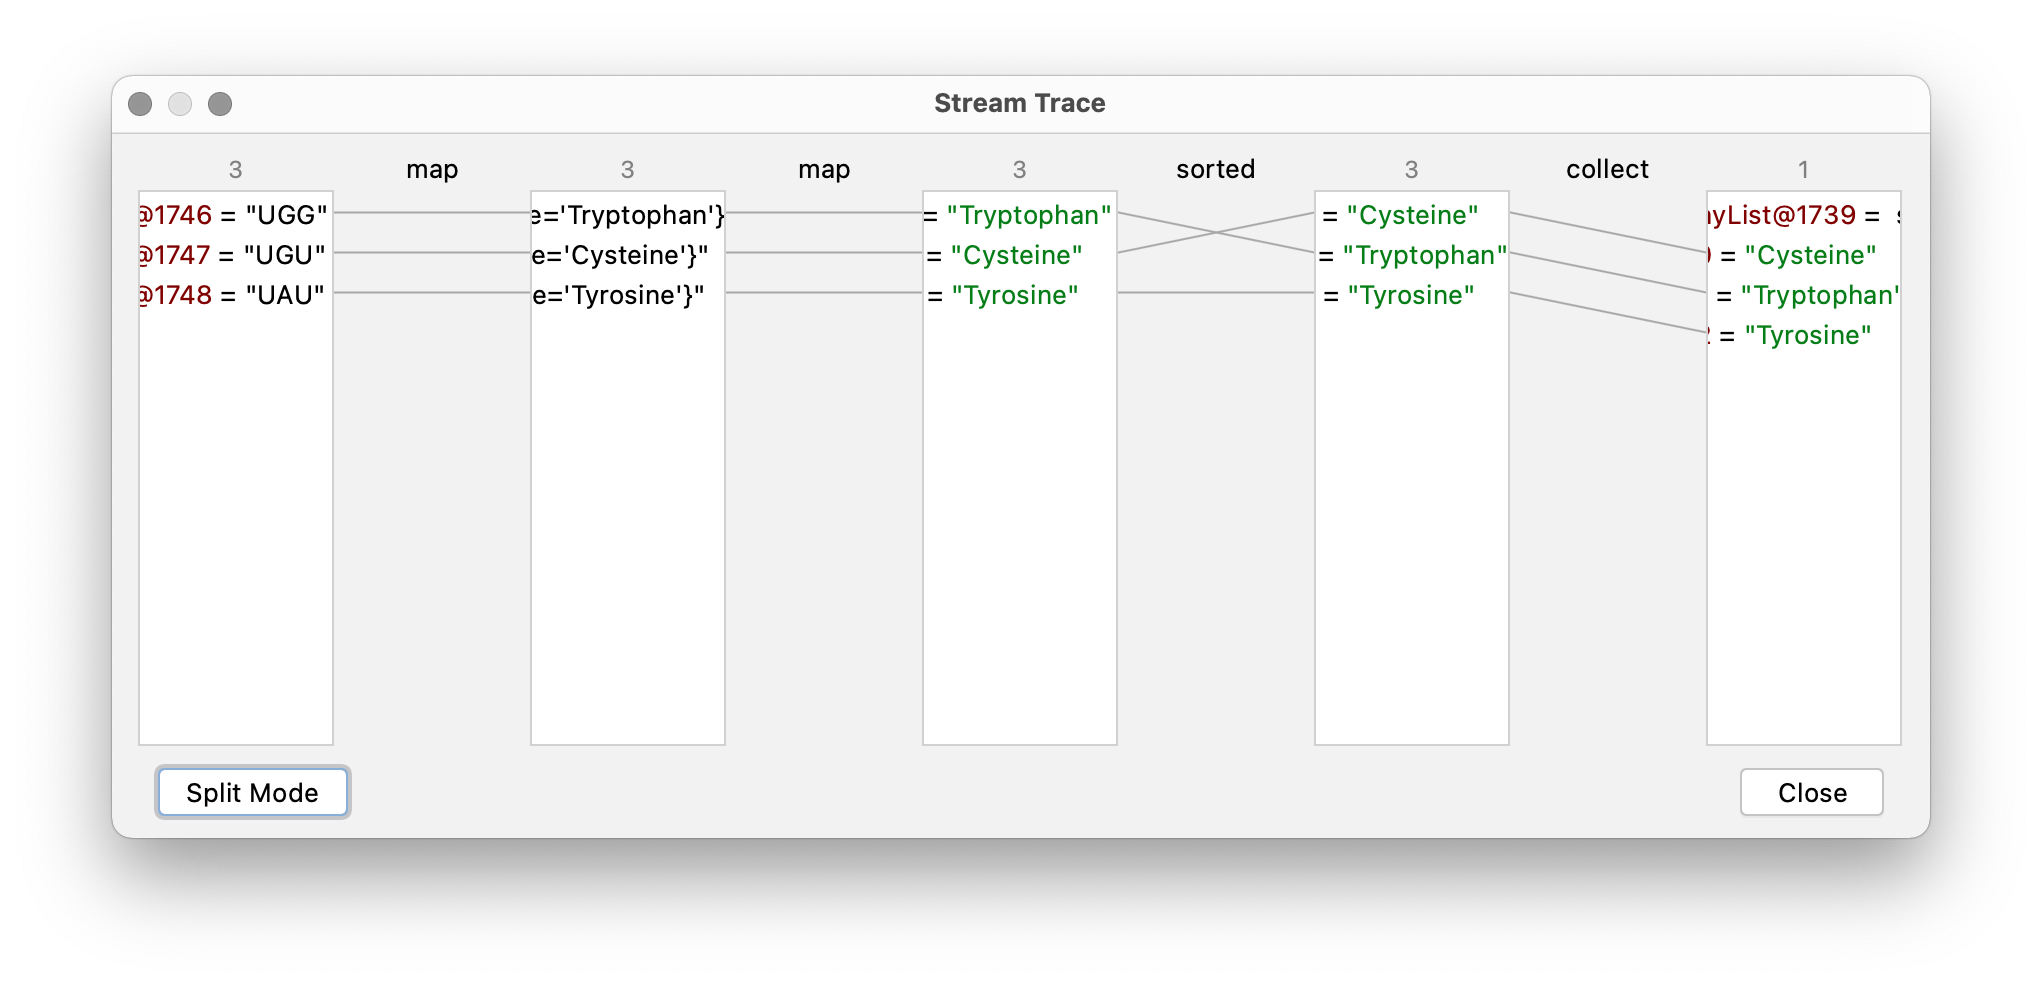 Stream Trace
3 map 3 map 3 sorted 3 collect 1
@1746 = "UGG" e='Tryptophan'} = "Tryptophan" = "Cysteine" yList@1739 =
@1747 = "UGU" e='Cysteine'}" = "Cysteine" = "Tryptophan" = "Cysteine"
@1748 = "UAU" e='Tyrosine'}" = "Tyrosine" = "Tyrosine" = "Tryptophan"
= "Tyrosine"
Split Mode Close